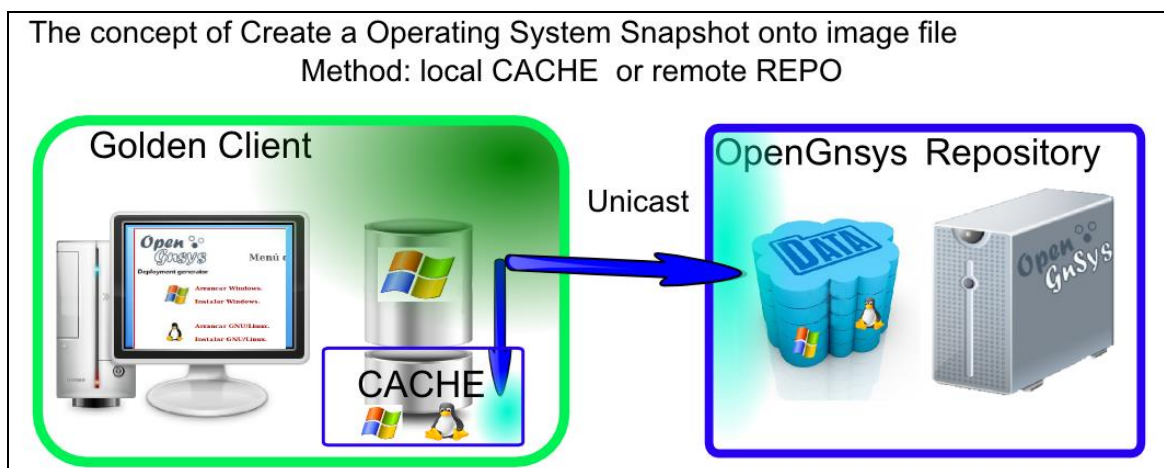 The concept of Create a Operating System Snapshot onto image file
Method: local CACHE or remote REPO
Golden Client
OpenGnsys Repository
Unicast
Open
Gnsys
Deployment generator
Menú
Arrancar Windows.
Instalar Windows.
Arrancar GNU/Linux.
Instalar GNU/Linux.
DATA
Open
GnSys
CACHE